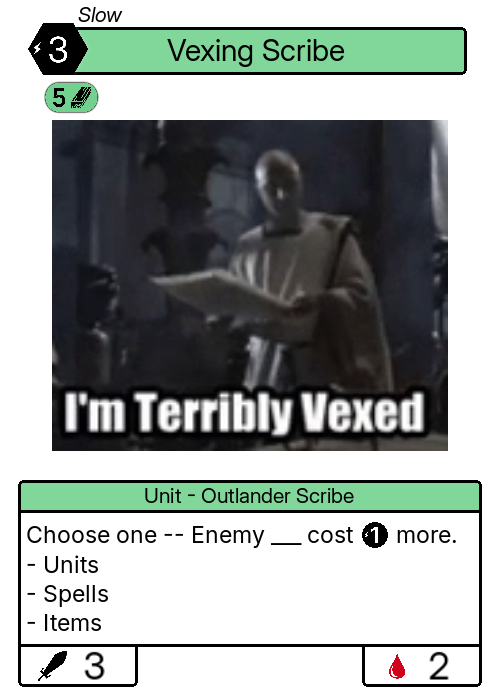 Slow
3 Vexing Scribe
5
I'm Terribly Vexed
Unit - Outlander Scribe
Choose one -- Enemy ___ cost 1 more.
- Units
- Spells
- Items
3 2